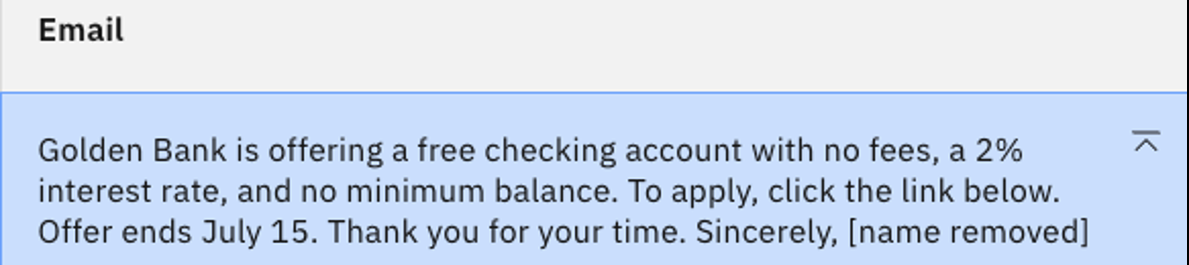 Email
Golden Bank is offering a free checking account with no fees, a 2%
interest rate, and no minimum balance. To apply, click the link below.
Offer ends July 15. Thank you for your time. Sincerely, [name removed]